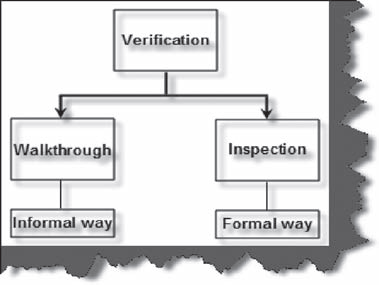 Verification
Walkthrough
Inspection
Informal way
Formal way